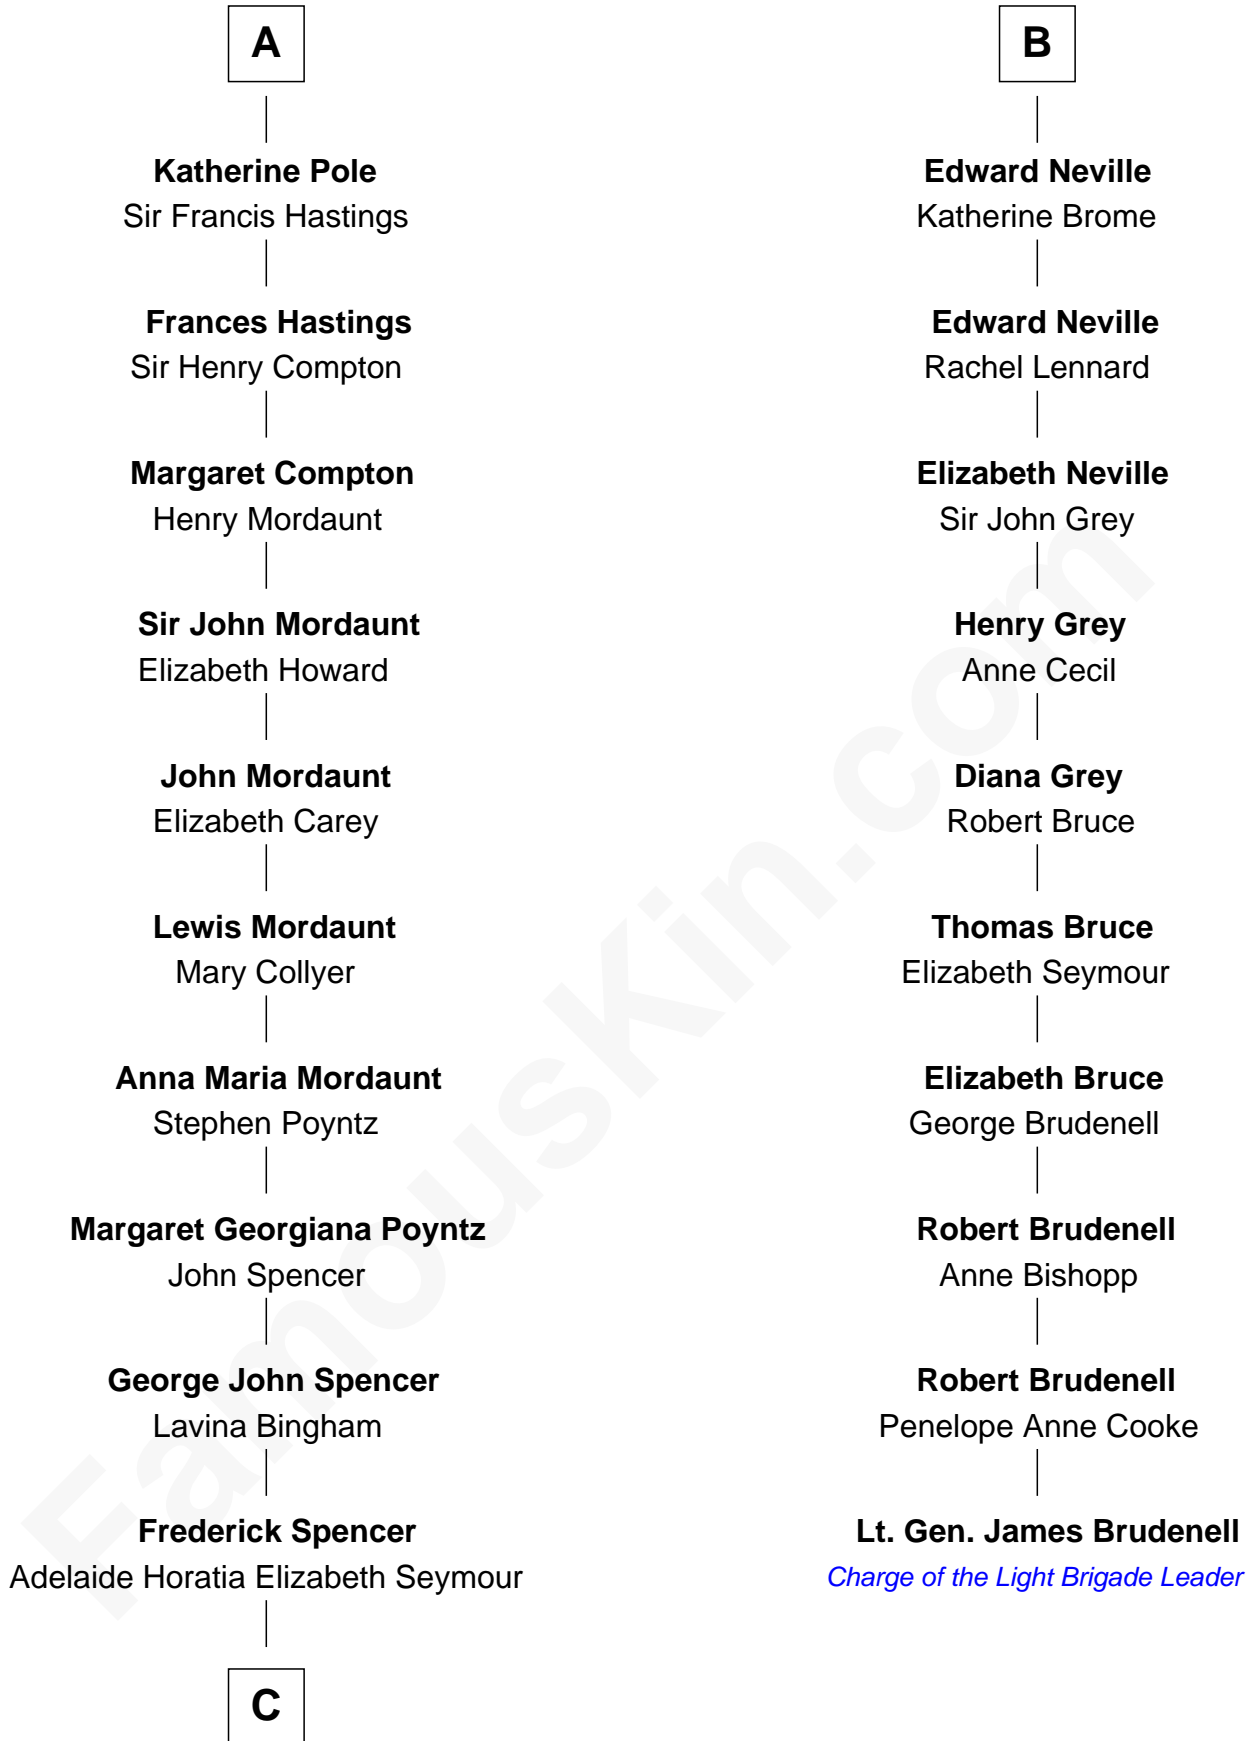 A
Katherine Pole
Sir Francis Hastings
Frances Hastings
Sir Henry Compton
Margaret Compton
Henry Mordaunt
Sir John Mordaunt
Elizabeth Howard
John Mordaunt
Elizabeth Carey
Lewis Mordaunt
Mary Collyer
Anna Maria Mordaunt
Stephen Poyntz
Margaret Georgiana Poyntz
John Spencer
George John Spencer
Lavina Bingham
Frederick Spencer
Adelaide Horatia Elizabeth Seymour
C
B
Edward Neville
Katherine Brome
Edward Neville
Rachel Lennard
Elizabeth Neville
Sir John Grey
Henry Grey
Anne Cecil
Diana Grey
Robert Bruce
Thomas Bruce
Elizabeth Seymour
Elizabeth Bruce
George Brudenell
Robert Brudenell
Anne Bishopp
Robert Brudenell
Penelope Anne Cooke
Lt. Gen. James Brudenell
Charge of the Light Brigade Leader
FamousKin.com